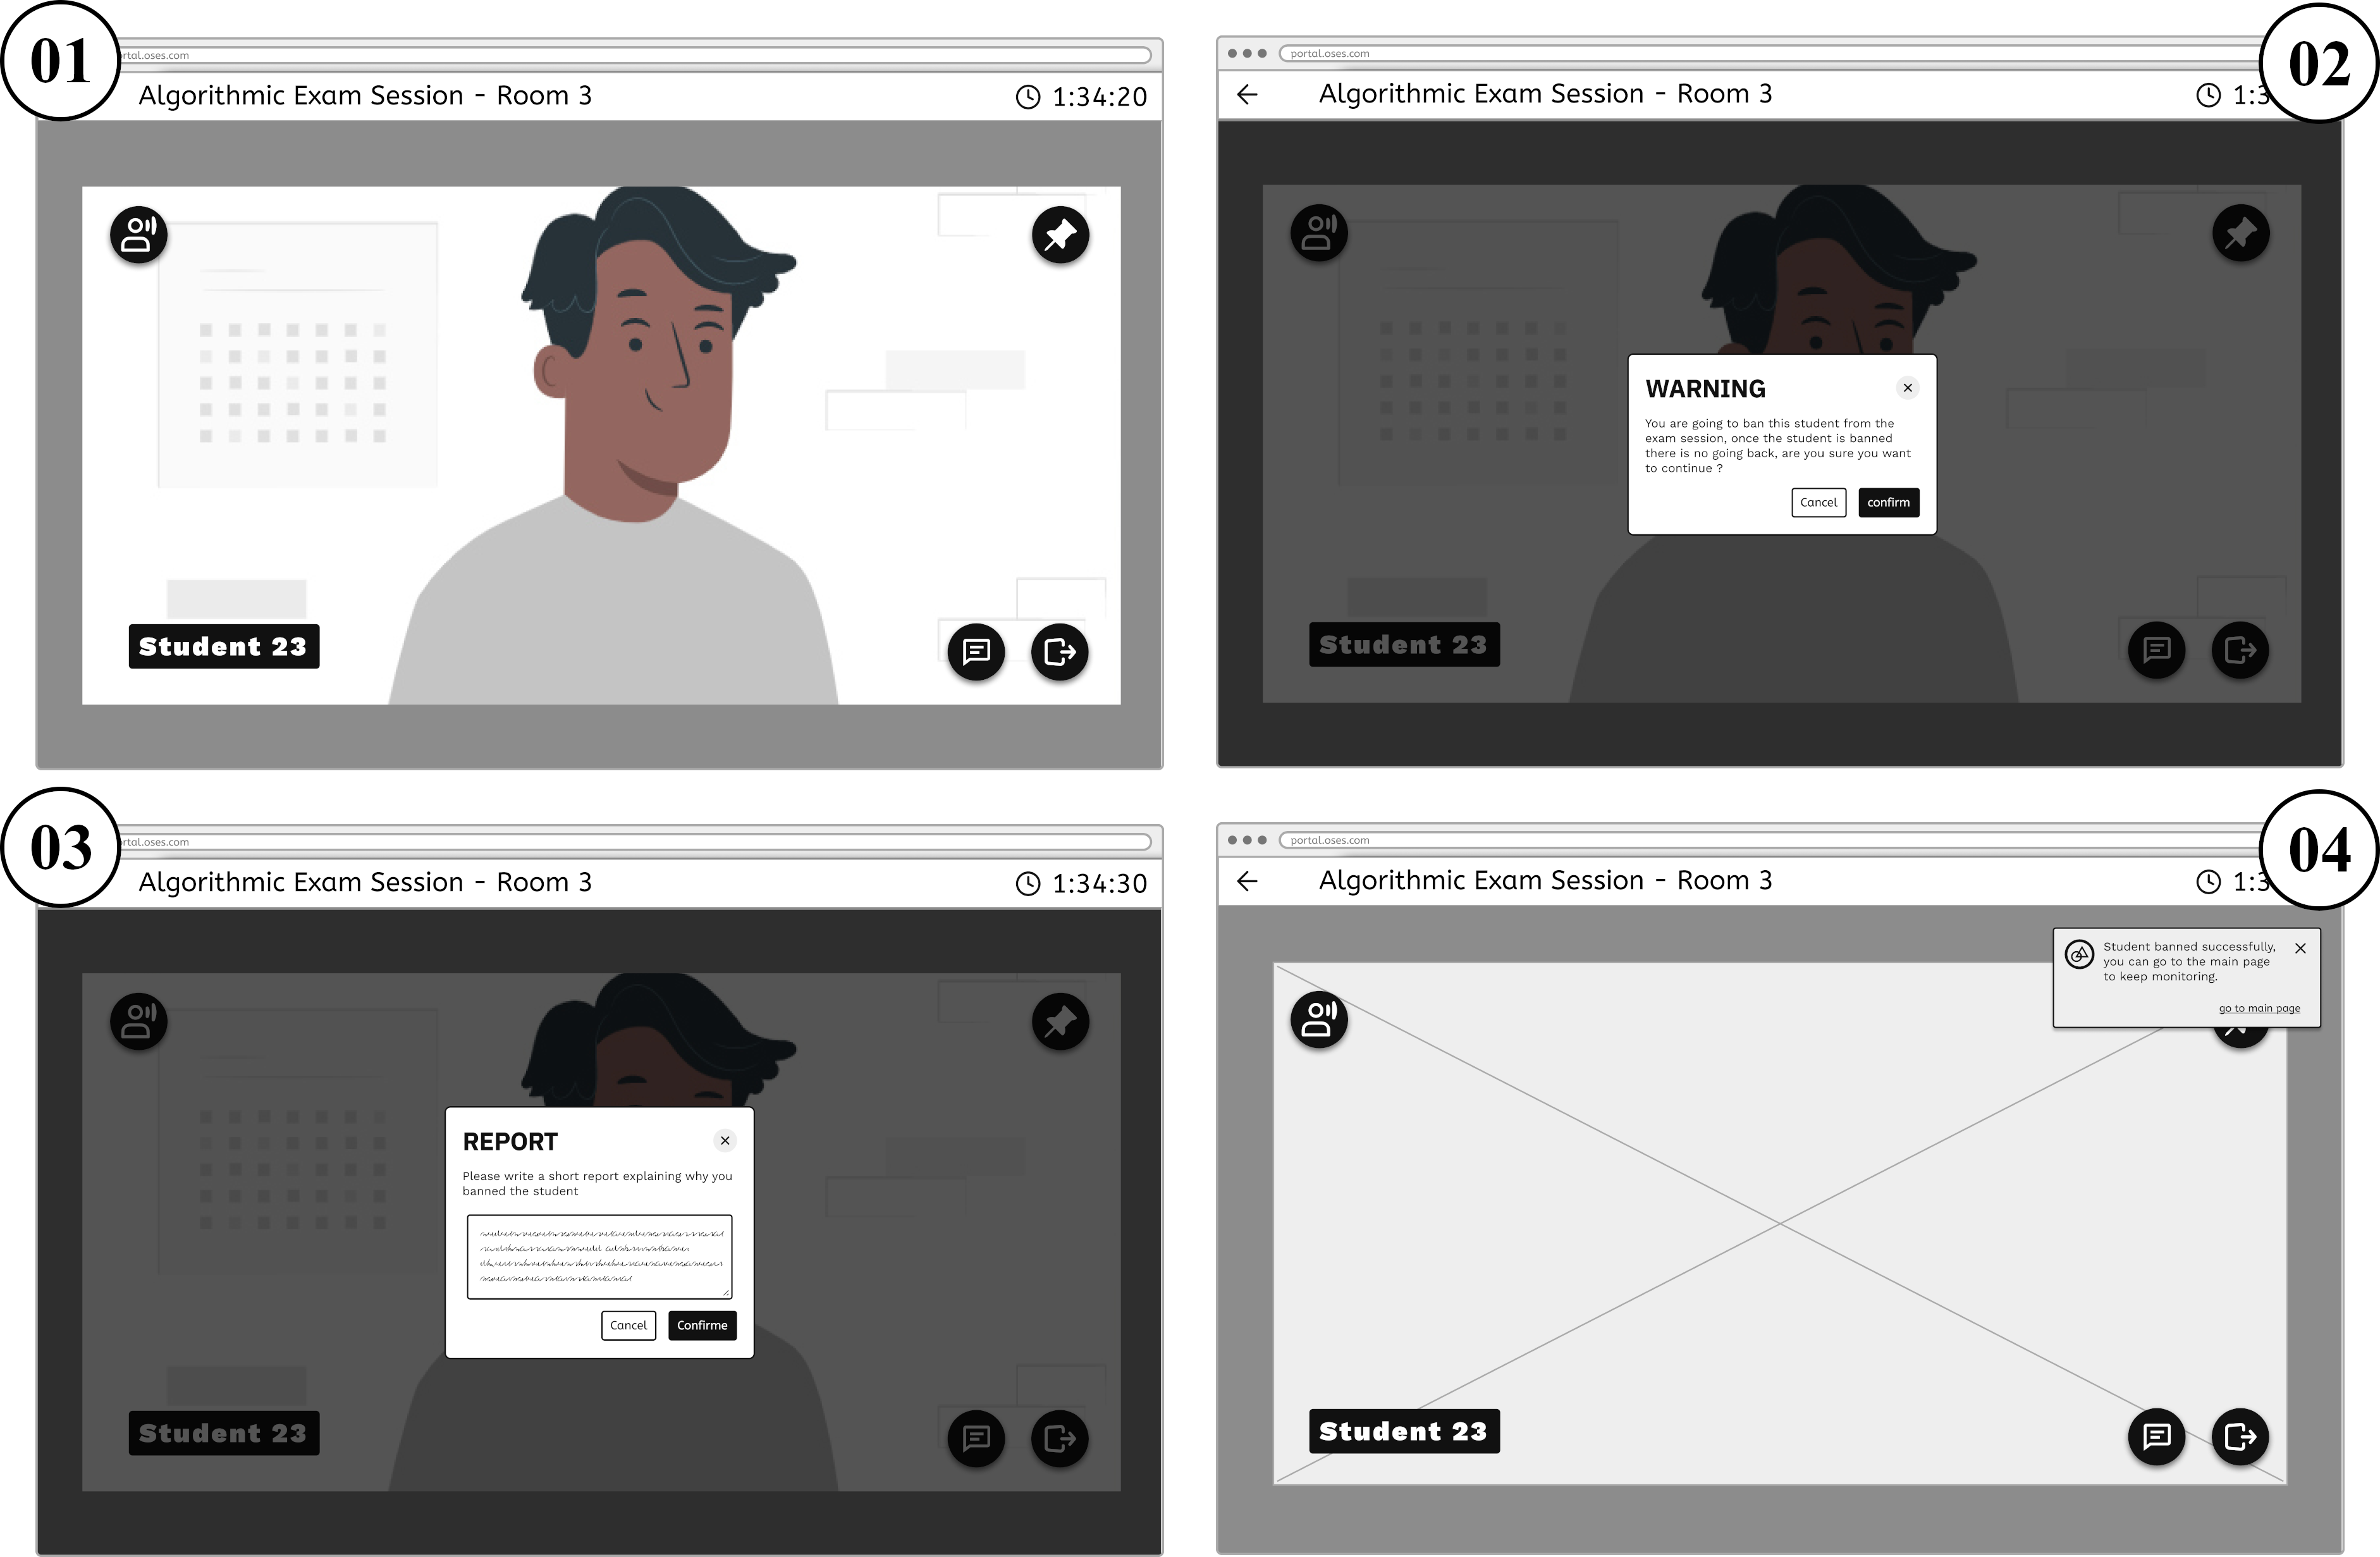 01
rtal.oses.com
Algorithmic Exam Session - Room 3
1:34:20
Student 23
02
portal.oses.com
Algorithmic Exam Session - Room 3
1:3
WARNING
You are going to ban this student from the
exam session, once the student is banned
there is no going back, are you sure you want
to continue ?
Cancel
confirm
Student 23
03
rtal.oses.com
Algorithmic Exam Session - Room 3
1:34:30
REPORT
Please write a short report explaining why you
banned the student
Cancel
Confirme
Student 23
04
portal.oses.com
Algorithmic Exam Session - Room 3
1:3
Student banned successfully,
you can go to the main page
to keep monitoring.
go to main page
Student 23